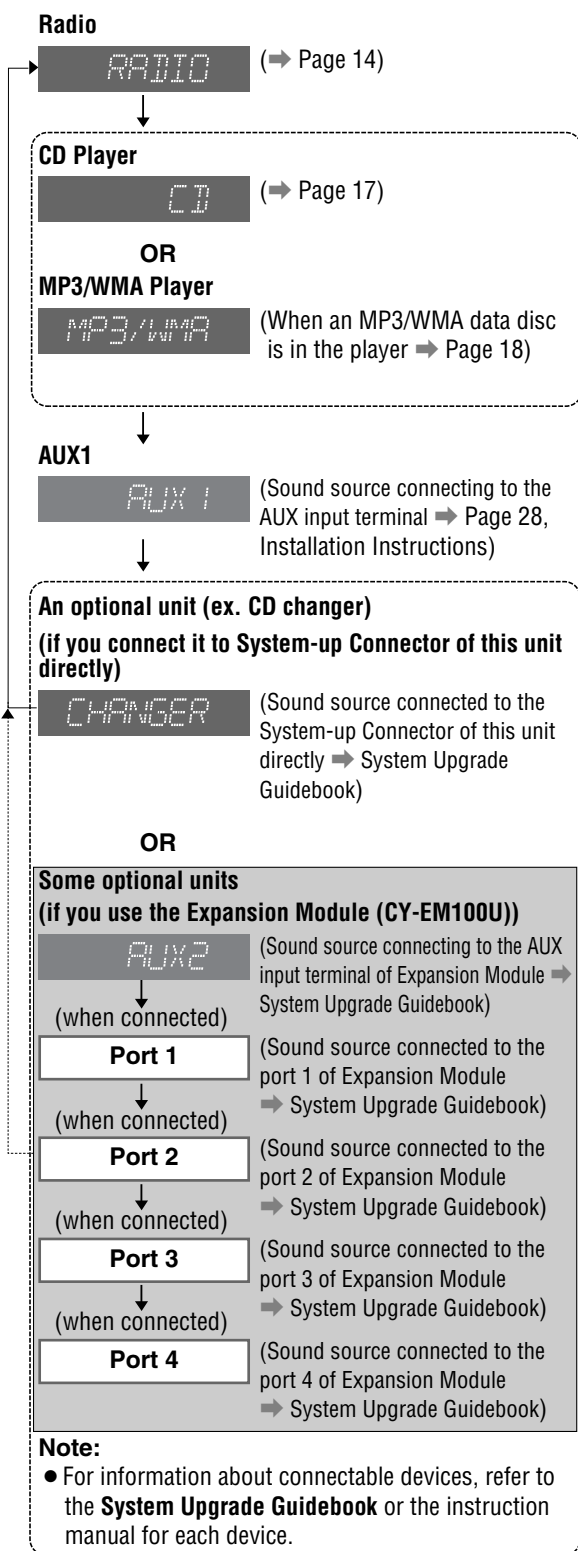 Radio
RADIO
(➡ Page 14)
CD Player
CD
(➡ Page 17)
OR
MP3/WMA Player
MP3/WMA
(When an MP3/WMA data disc
is in the player ➡ Page 18)
AUX1
AUX 1
(Sound source connecting to the
AUX input terminal ➡ Page 28,
Installation Instructions)
An optional unit (ex. CD changer)
(if you connect it to System-up Connector of this unit
directly)
CHANGER
(Sound source connected to the
System-up Connector of this unit
directly ➡ System Upgrade
Guidebook)
OR
Some optional units
(if you use the Expansion Module (CY-EM100U))
AUX2
(Sound source connecting to the AUX
input terminal of Expansion Module ➡
System Upgrade Guidebook)
(when connected)
Port 1
(Sound source connected to the
port 1 of Expansion Module
➡ System Upgrade Guidebook)
(when connected)
Port 2
(Sound source connected to the
port 2 of Expansion Module
➡ System Upgrade Guidebook)
(when connected)
Port 3
(Sound source connected to the
port 3 of Expansion Module
➡ System Upgrade Guidebook)
(when connected)
Port 4
(Sound source connected to the
port 4 of Expansion Module
➡ System Upgrade Guidebook)
Note:
● For information about connectable devices, refer to
the System Upgrade Guidebook or the instruction
manual for each device.